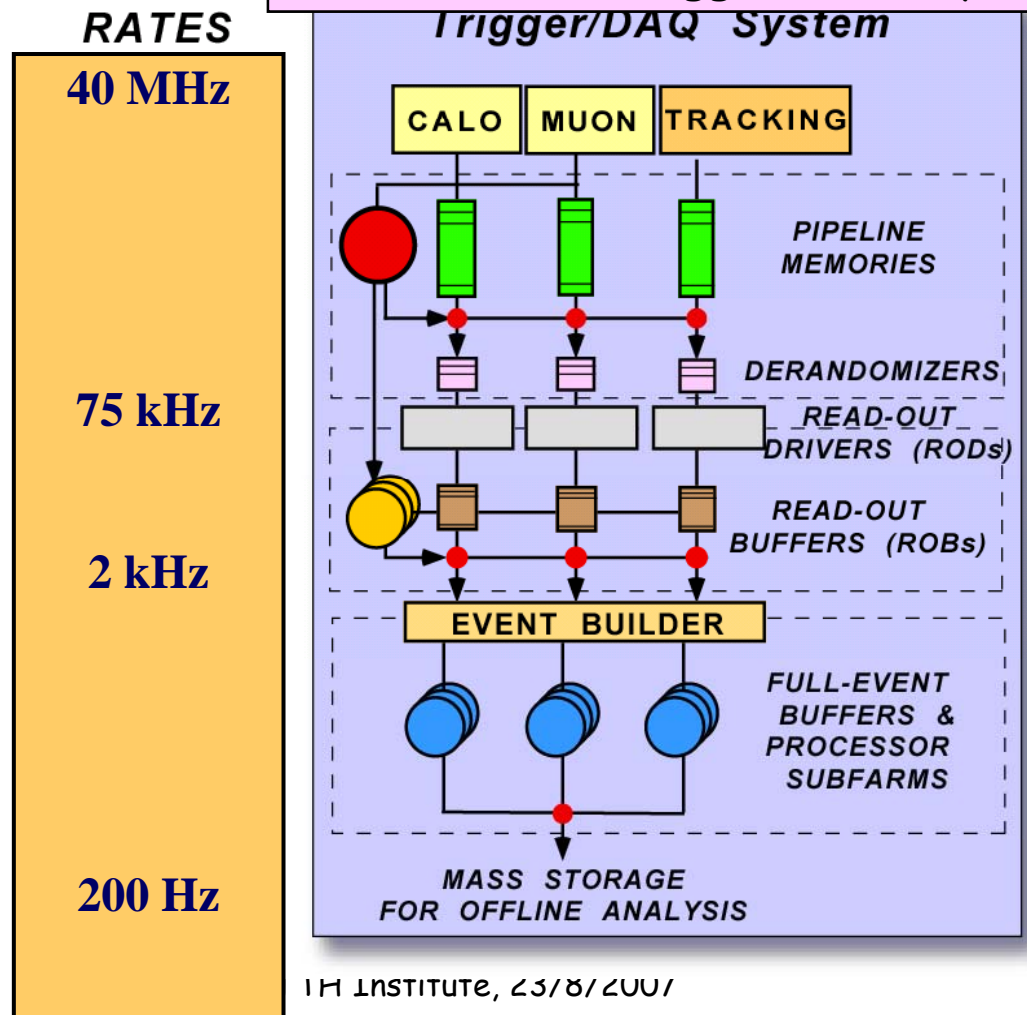 RATES
Trigger/DAQ System
40 MHz
CALO
MUON
TRACKING
PIPELINE
MEMORIES
DERANDOMIZERS
75 kHz
READ-OUT
DRIVERS (RODs)
READ-OUT
BUFFERS (ROBs)
2 kHz
EVENT BUILDER
FULL-EVENT
BUFFERS &
PROCESSOR
SUBFARMS
200 Hz
MASS STORAGE
FOR OFFLINE ANALYSIS
TH Institute, 23/8/2007